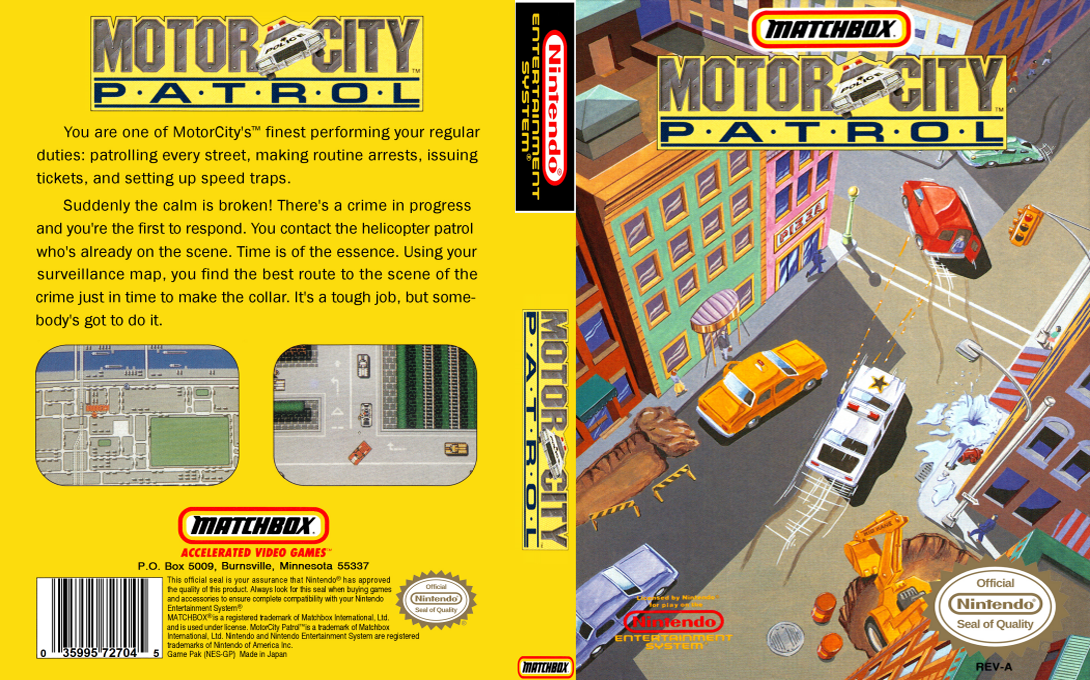 MOTOR CITY™
P·A·T·R·O·L
POLICE
You are one of MotorCity's™ finest performing your regular
duties: patrolling every street, making routine arrests, issuing
tickets, and setting up speed traps.
Suddenly the calm is broken! There's a crime in progress
and you're the first to respond. You contact the helicopter patrol
who's already on the scene. Time is of the essence. Using your
surveillance map, you find the best route to the scene of the
crime just in time to make the collar. It's a tough job, but some-
body's got to do it.
MATCHBOX®
ACCELERATED VIDEO GAMES™
P.O. Box 5009, Burnsville, Minnesota 55337
This official seal is your assurance that Nintendo® has approved
the quality of this product. Always look for this seal when buying games
and accessories to ensure complete compatibility with your Nintendo
Entertainment System®
MATCHBOX® is a registered trademark of Matchbox International, Ltd.
and is used under license. MotorCity Patrol™ is a trademark of Matchbox
International, Ltd. Nintendo and Nintendo Entertainment System are registered
trademarks of Nintendo of America Inc.
Game Pak (NES-GP) Made in Japan
0 35995 72704 5
Official
Nintendo®
Seal of Quality
Nintendo®
ENTERTAINMENT
SYSTEM®
MOTOR CITY
P·A·T·R·O·L
MATCHBOX
MATCHBOX®
MOTOR CITY™
P·A·T·R·O·L
POLICE
Licensed by Nintendo
for play on the
Nintendo
ENTERTAINMENT
SYSTEM™
Official
Nintendo®
Seal of Quality
REV-A